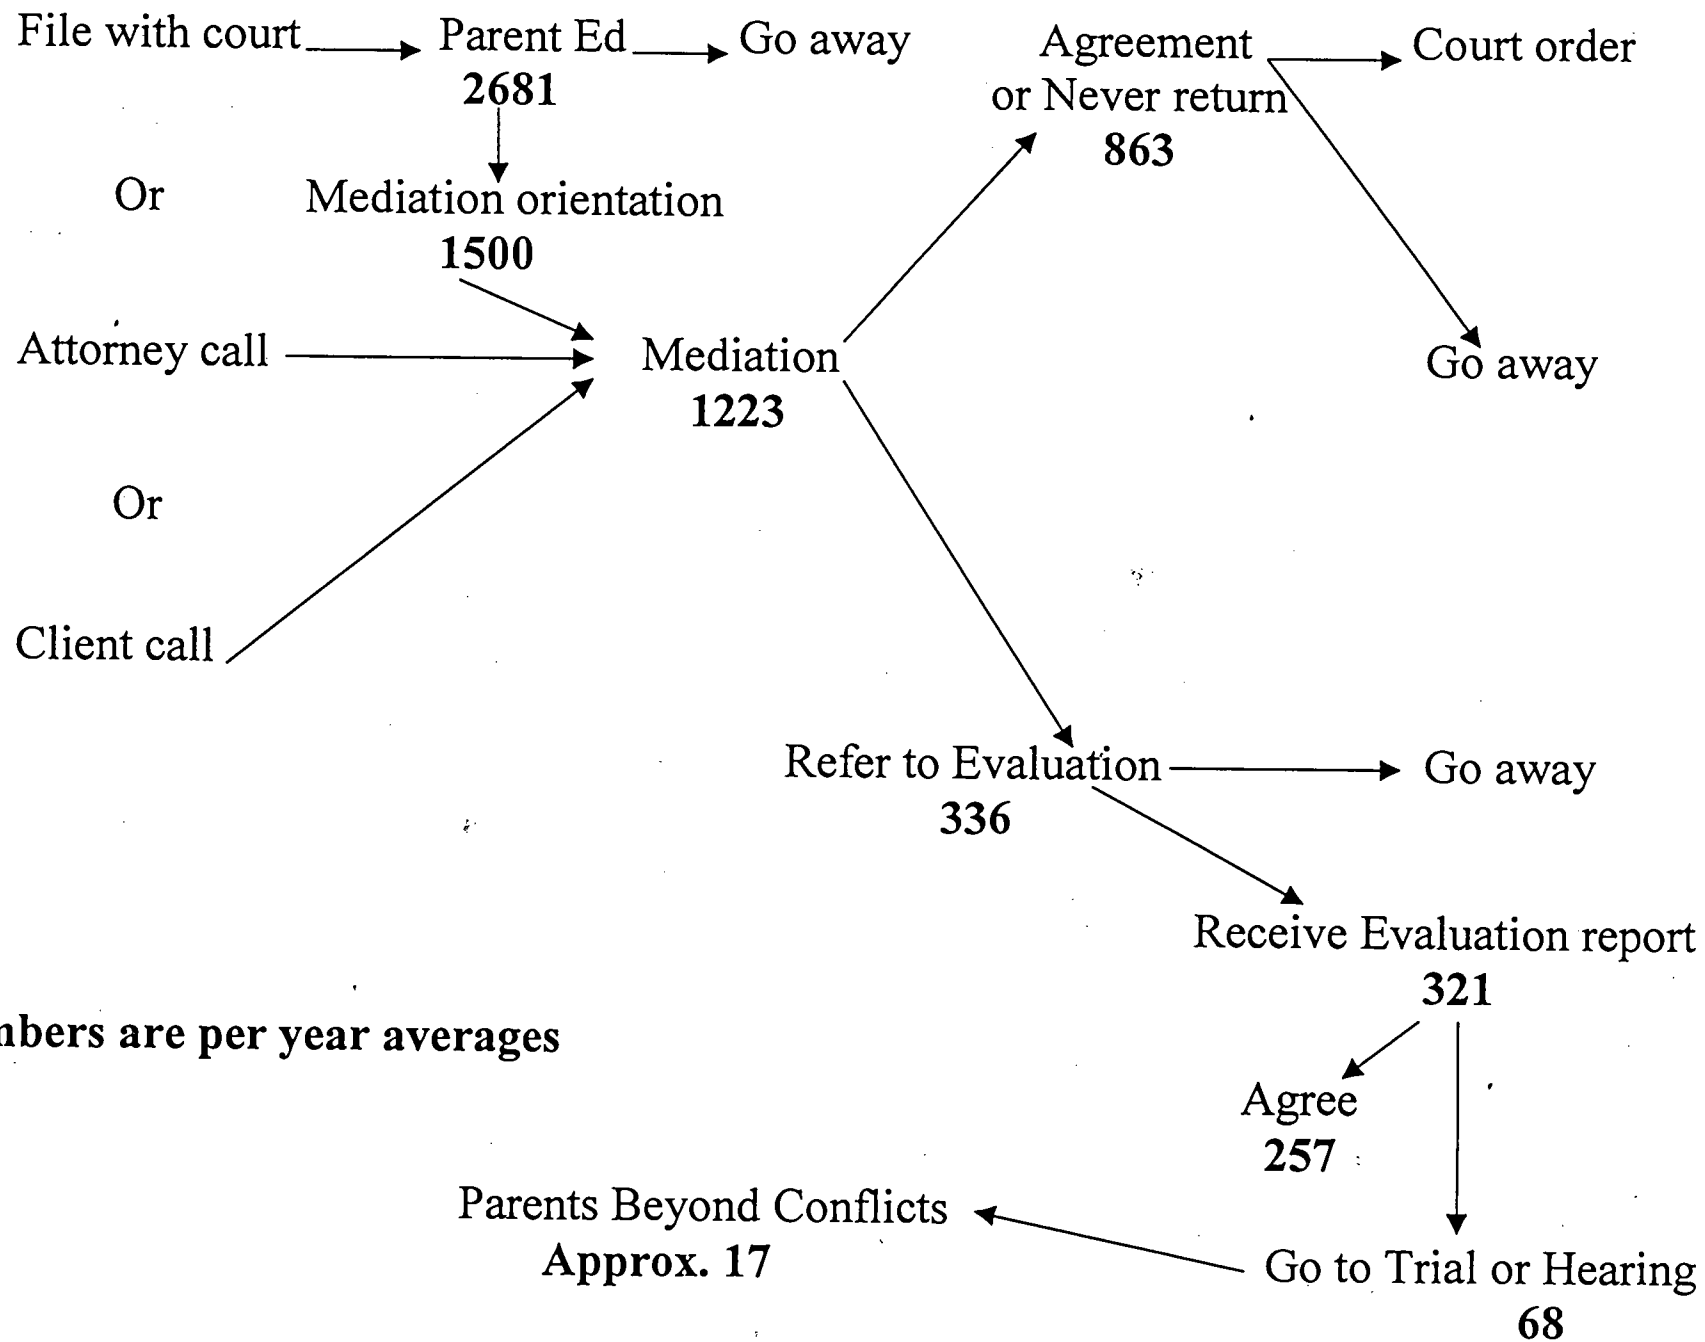 File with court
Parent Ed
2681
Go away
Agreement
or Never return
863
Court order
Or
Mediation orientation
1500
Attorney call
Mediation
1223
Go away
Or
Client call
Refer to Evaluation
336
Go away
Receive Evaluation report
321
mbers are per year averages
Agree
257
Parents Beyond Conflicts
Approx. 17
Go to Trial or Hearing
68